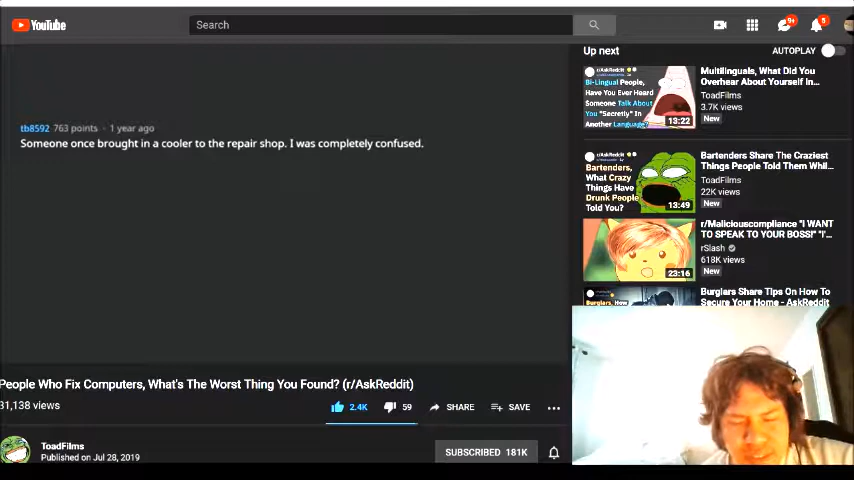 YouTube
Search
9+
5
Up next
AUTOPLAY
tb8592 763 points · 1 year ago
Someone once brought in a cooler to the repair shop. I was completely confused.
r/AskReddit
Bi-Lingual People,
Have You Ever Heard
Someone Talk About
You "Secretly" In
Another Language?
13:22
Multilinguals, What Did You
Overhear About Yourself In...
ToadFilms
3.7K views
New
r/AskReddit
Bartenders,
What Crazy
Things Have
Drunk People
Told You?
13:49
Bartenders Share The Craziest
Things People Told Them Whil...
ToadFilms
22K views
New
23:16
r/Maliciouscompliance "I WANT
TO SPEAK TO YOUR BOSS!" "I'...
rSlash
618K views
New
Burglars, How
Burglars Share Tips On How To
Secure Your Home - AskReddit
People Who Fix Computers, What's The Worst Thing You Found? (r/AskReddit)
31,138 views
2.4K
59
SHARE
SAVE
ToadFilms
Published on Jul 28, 2019
SUBSCRIBED 181K